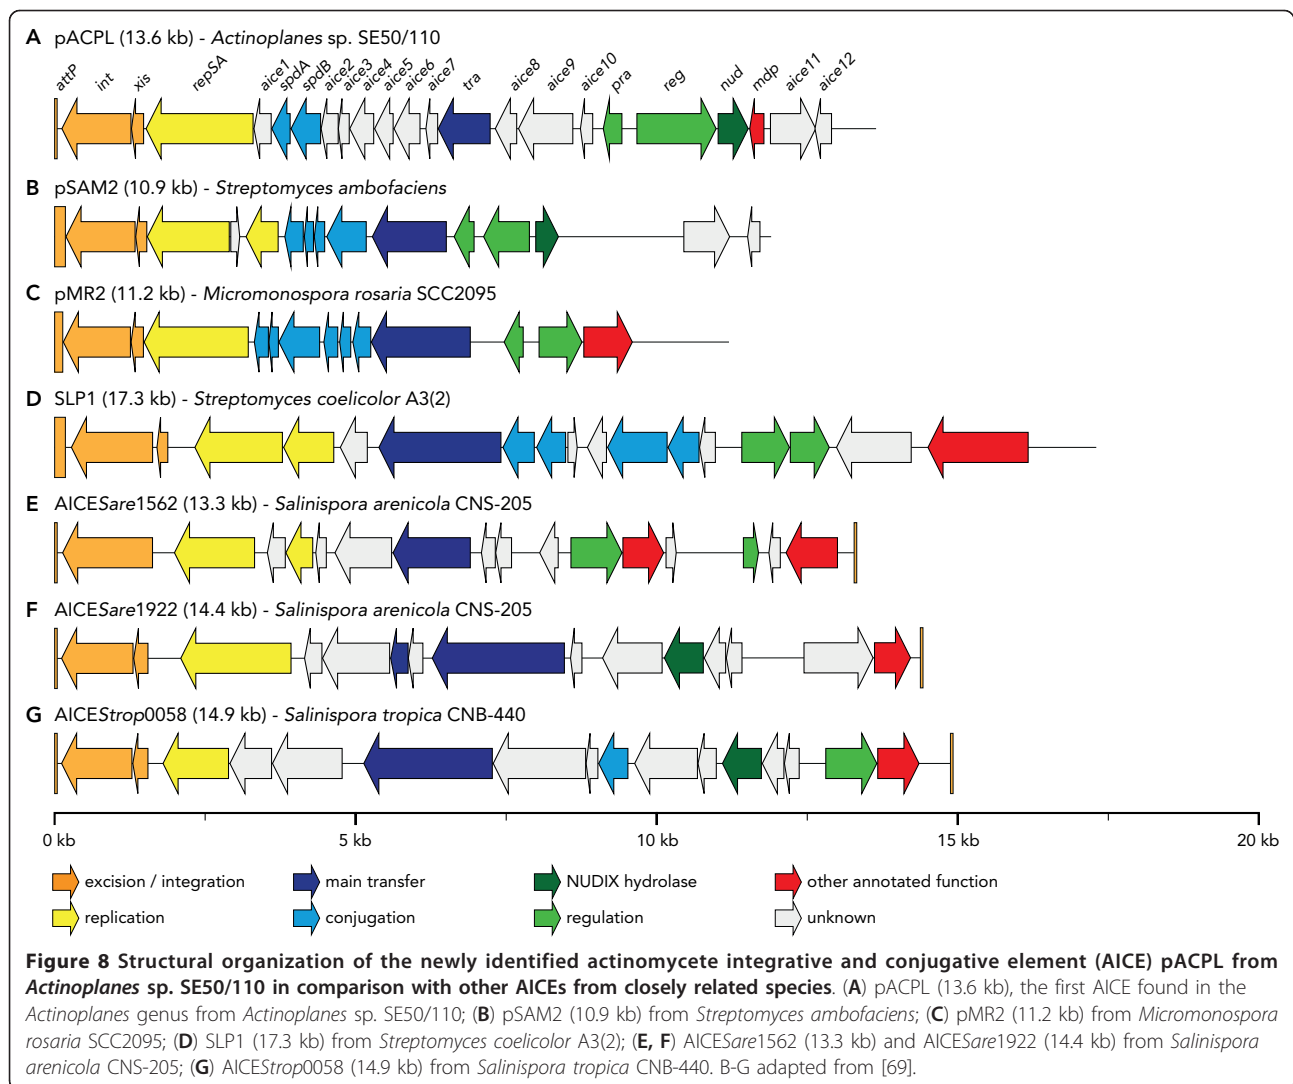 A pACPL (13.6 kb) - Actinoplanes sp. SE50/110
attP int xis repSA aice1 spdA spdB aice2 aice3 aice4 aice5 aice6 aice7 tra aice8 aice9 aice10 pra reg nud mdp aice11 aice12
B pSAM2 (10.9 kb) - Streptomyces ambofaciens
C pMR2 (11.2 kb) - Micromonospora rosaria SCC2095
D SLP1 (17.3 kb) - Streptomyces coelicolor A3(2)
E AICESare1562 (13.3 kb) - Salinispora arenicola CNS-205
F AICESare1922 (14.4 kb) - Salinispora arenicola CNS-205
G AICEStrop0058 (14.9 kb) - Salinispora tropica CNB-440
0 kb 5 kb 10 kb 15 kb 20 kb
excision / integration main transfer NUDIX hydrolase other annotated function
replication conjugation regulation unknown
Figure 8 Structural organization of the newly identified actinomycete integrative and conjugative element (AICE) pACPL from
Actinoplanes sp. SE50/110 in comparison with other AICEs from closely related species. (A) pACPL (13.6 kb), the first AICE found in the
Actinoplanes genus from Actinoplanes sp. SE50/110; (B) pSAM2 (10.9 kb) from Streptomyces ambofaciens; (C) pMR2 (11.2 kb) from Micromonospora
rosaria SCC2095; (D) SLP1 (17.3 kb) from Streptomyces coelicolor A3(2); (E, F) AICESare1562 (13.3 kb) and AICESare1922 (14.4 kb) from Salinispora
arenicola CNS-205; (G) AICEStrop0058 (14.9 kb) from Salinispora tropica CNB-440. B-G adapted from [69].